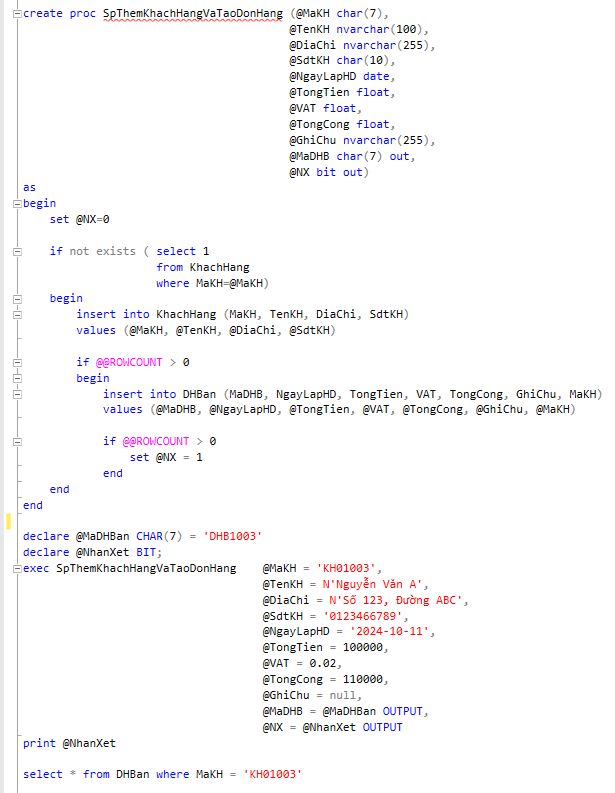 create proc SpThemKhachHangVaTaoDonHang (@MaKH char(7),
@TenKH nvarchar(100),
@DiaChi nvarchar(255),
@SdtKH char(10),
@NgayLapHD date,
@TongTien float,
@VAT float,
@TongCong float,
@GhiChu nvarchar(255),
@MaDHB char(7) out,
@NX bit out)
as
begin
set @NX=0
if not exists ( select 1
from KhachHang
where MaKH=@MaKH)
begin
insert into KhachHang (MaKH, TenKH, DiaChi, SdtKH)
values (@MaKH, @TenKH, @DiaChi, @SdtKH)
if @@ROWCOUNT > 0
begin
insert into DHBan (MaDHB, NgayLapHD, TongTien, VAT, TongCong, GhiChu, MaKH)
values (@MaDHB, @NgayLapHD, @TongTien, @VAT, @TongCong, @GhiChu, @MaKH)
if @@ROWCOUNT > 0
set @NX = 1
end
end
end
declare @MaDHBan CHAR(7) = 'DHB1003'
declare @NhanXet BIT;
exec SpThemKhachHangVaTaoDonHang @MaKH = 'KH01003',
@TenKH = N'Nguyễn Văn A',
@DiaChi = N'Số 123, Đường ABC',
@SdtKH = '0123466789',
@NgayLapHD = '2024-10-11',
@TongTien = 100000,
@VAT = 0.02,
@TongCong = 110000,
@GhiChu = null,
@MaDHB = @MaDHBan OUTPUT,
@NX = @NhanXet OUTPUT
print @NhanXet
select * from DHBan where MaKH = 'KH01003'